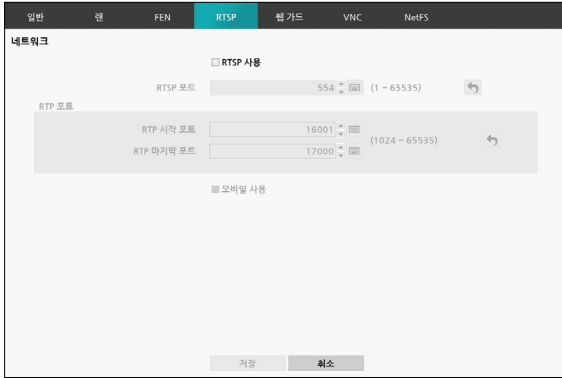 일반 랜 FEN RTSP 웹 가드 VNC NetFS
네트워크
RTSP 사용
RTSP 포트 554 (1 ~ 65535)
RTP 포트
RTP 시작 포트 16001
(1024 ~ 65535)
RTP 마지막 포트 17000
모바일 사용
저장 취소